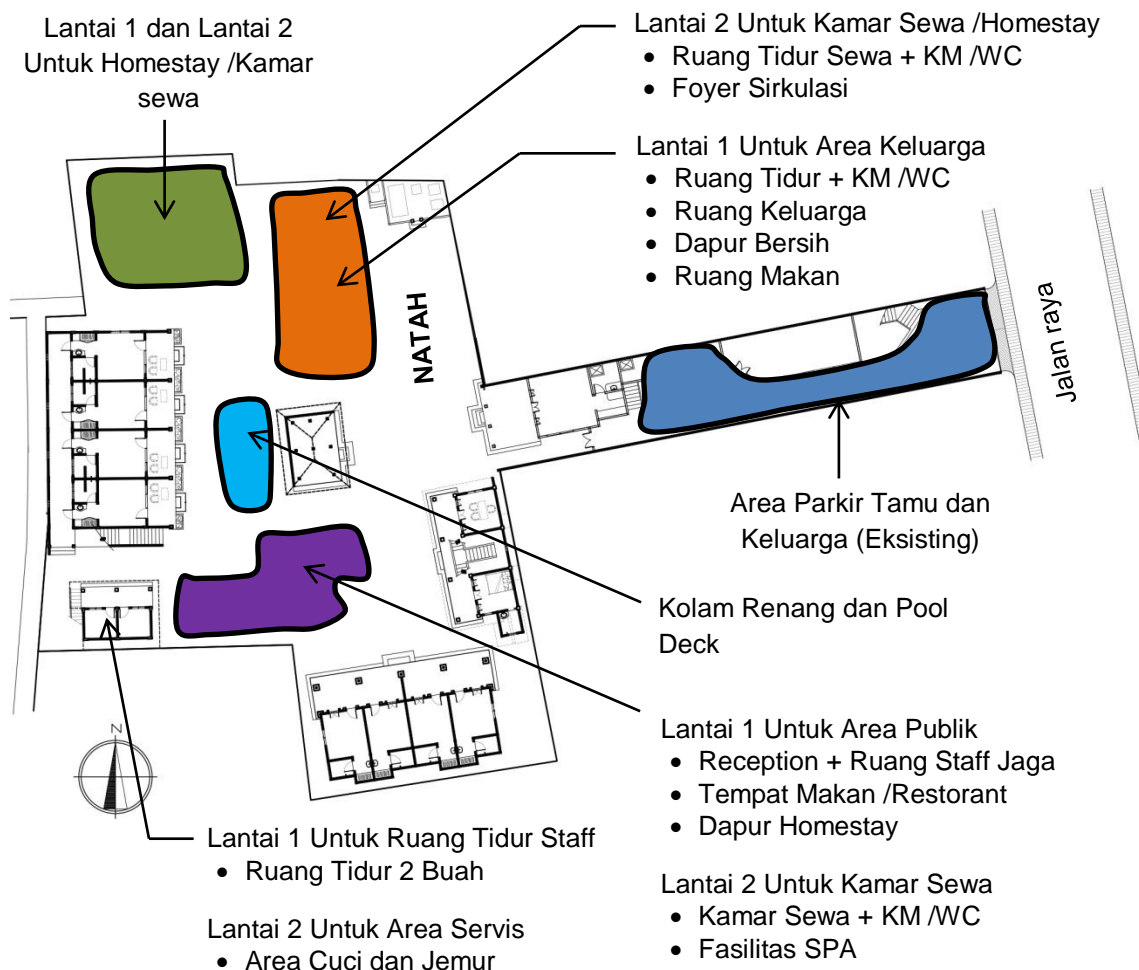 Lantai 1 dan Lantai 2
Untuk Homestay /Kamar
sewa
Lantai 2 Untuk Kamar Sewa /Homestay
• Ruang Tidur Sewa + KM /WC
• Foyer Sirkulasi
Lantai 1 Untuk Area Keluarga
• Ruang Tidur + KM /WC
• Ruang Keluarga
• Dapur Bersih
• Ruang Makan
NATAH
Jalan raya
Area Parkir Tamu dan
Keluarga (Eksisting)
Kolam Renang dan Pool
Deck
N
Lantai 1 Untuk Area Publik
• Reception + Ruang Staff Jaga
• Tempat Makan /Restorant
• Dapur Homestay
Lantai 2 Untuk Kamar Sewa
• Kamar Sewa + KM /WC
• Fasilitas SPA
Lantai 1 Untuk Ruang Tidur Staff
• Ruang Tidur 2 Buah
Lantai 2 Untuk Area Servis
• Area Cuci dan Jemur